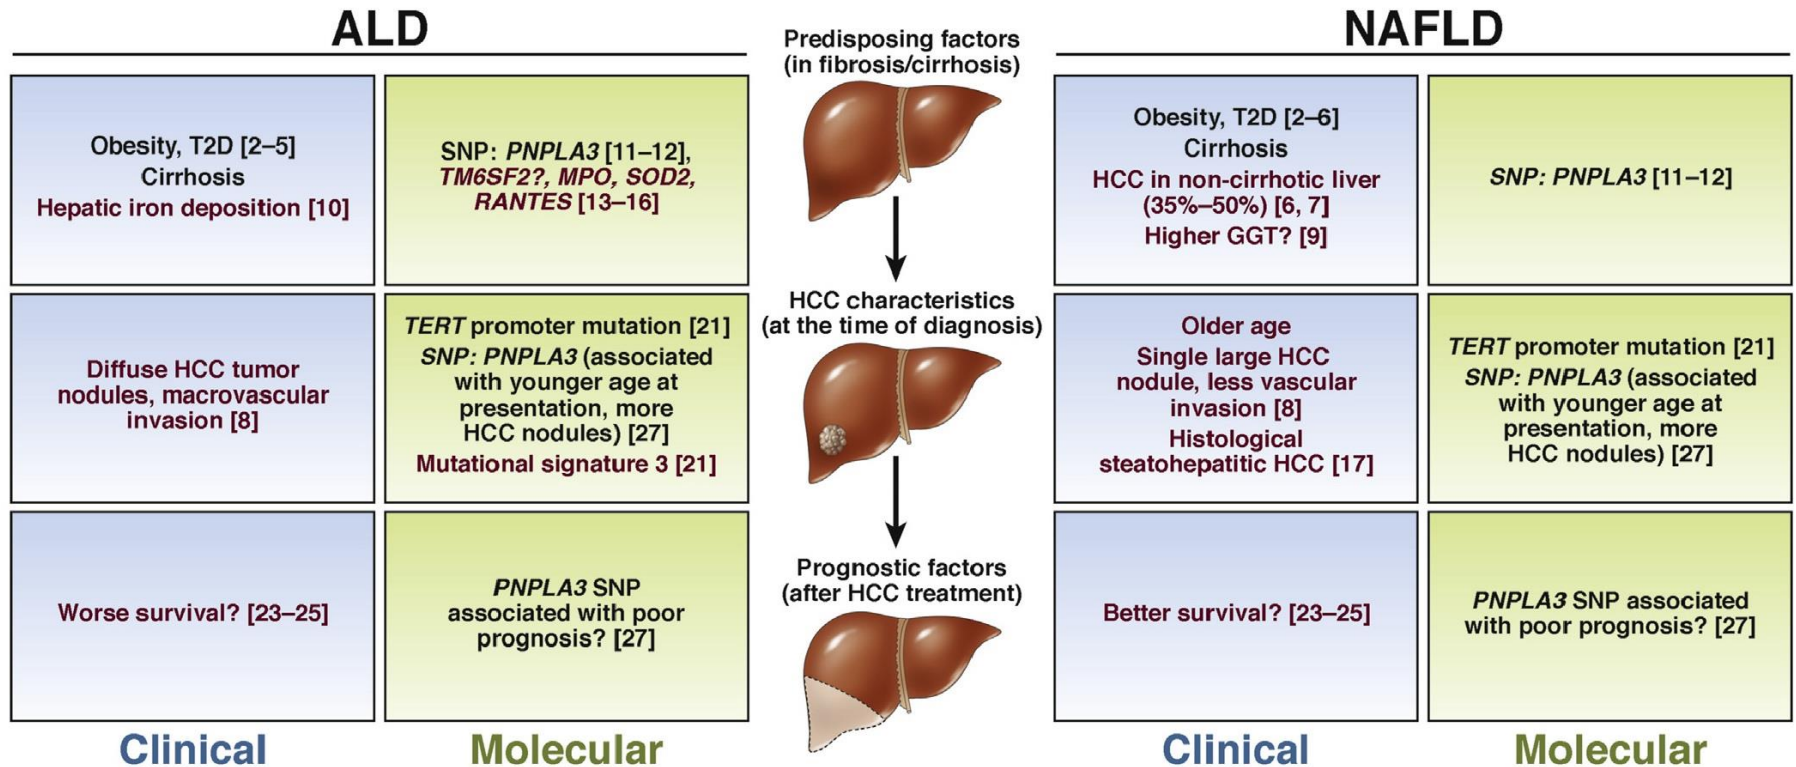 ALD
Obesity, T2D [2–5]
Cirrhosis
Hepatic iron deposition [10]
SNP: PNPLA3 [11–12],
TM6SF2?, MPO, SOD2,
RANTES [13–16]
Diffuse HCC tumor
nodules, macrovascular
invasion [8]
TERT promoter mutation [21]
SNP: PNPLA3 (associated
with younger age at
presentation, more
HCC nodules) [27]
Mutational signature 3 [21]
Worse survival? [23–25]
PNPLA3 SNP
associated with poor
prognosis? [27]
Clinical
Molecular
Predisposing factors
(in fibrosis/cirrhosis)
HCC characteristics
(at the time of diagnosis)
Prognostic factors
(after HCC treatment)
NAFLD
Obesity, T2D [2–6]
Cirrhosis
HCC in non-cirrhotic liver
(35%–50%) [6, 7]
Higher GGT? [9]
SNP: PNPLA3 [11–12]
Older age
Single large HCC
nodule, less vascular
invasion [8]
Histological
steatohepatitic HCC [17]
TERT promoter mutation [21]
SNP: PNPLA3 (associated
with younger age at
presentation, more
HCC nodules) [27]
Better survival? [23–25]
PNPLA3 SNP associated
with poor prognosis? [27]
Clinical
Molecular